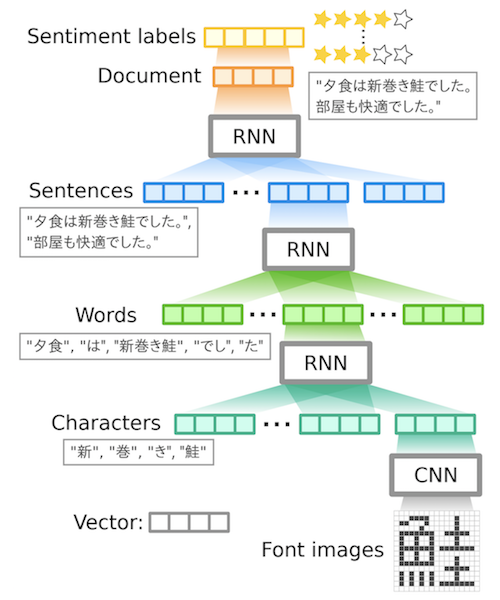 Sentiment labels
Document
"夕食は新巻き鮭でした。
部屋も快適でした。"
RNN
Sentences
"夕食は新巻き鮭でした。",
"部屋も快適でした。"
RNN
Words
"夕食", "は", "新巻き鮭", "でし", "た"
RNN
Characters
"新", "巻", "き", "鮭"
CNN
Vector:
Font images
鮭